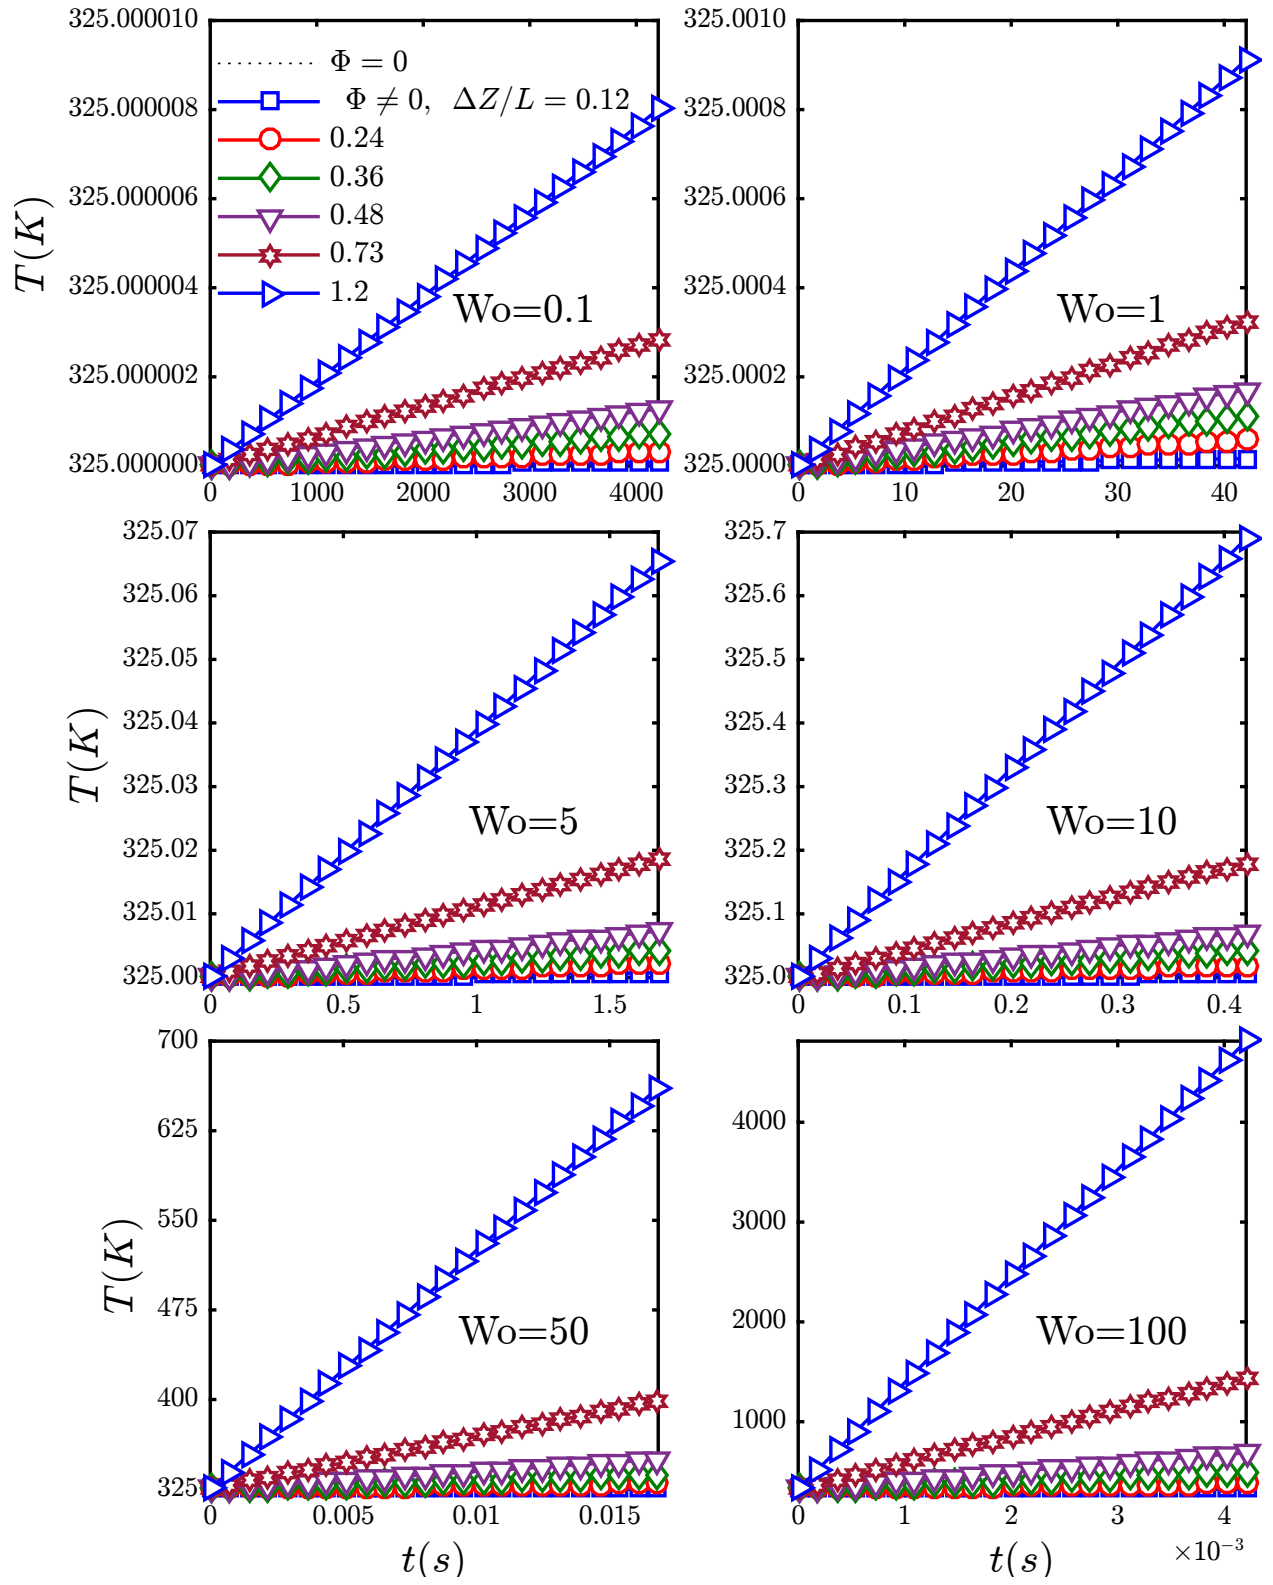 325.000010
325.000008
325.000006
325.000004
325.000002
325.000000
T(K)
Φ = 0
Φ ≠ 0, ΔZ/L = 0.12
0.24
0.36
0.48
0.73
1.2
Wo=0.1
0 1000 2000 3000 4000
325.0010
325.0008
325.0006
325.0004
325.0002
325.0000
Wo=1
0 10 20 30 40
325.07
325.06
325.05
325.04
325.03
325.02
325.01
325.00
T(K)
Wo=5
0 0.5 1 1.5
325.7
325.6
325.5
325.4
325.3
325.2
325.1
325.0
Wo=10
0 0.1 0.2 0.3 0.4
700
625
550
475
400
325
T(K)
Wo=50
0 0.005 0.01 0.015
t(s)
4000
3000
2000
1000
Wo=100
0 1 2 3 4
×10⁻³
t(s)